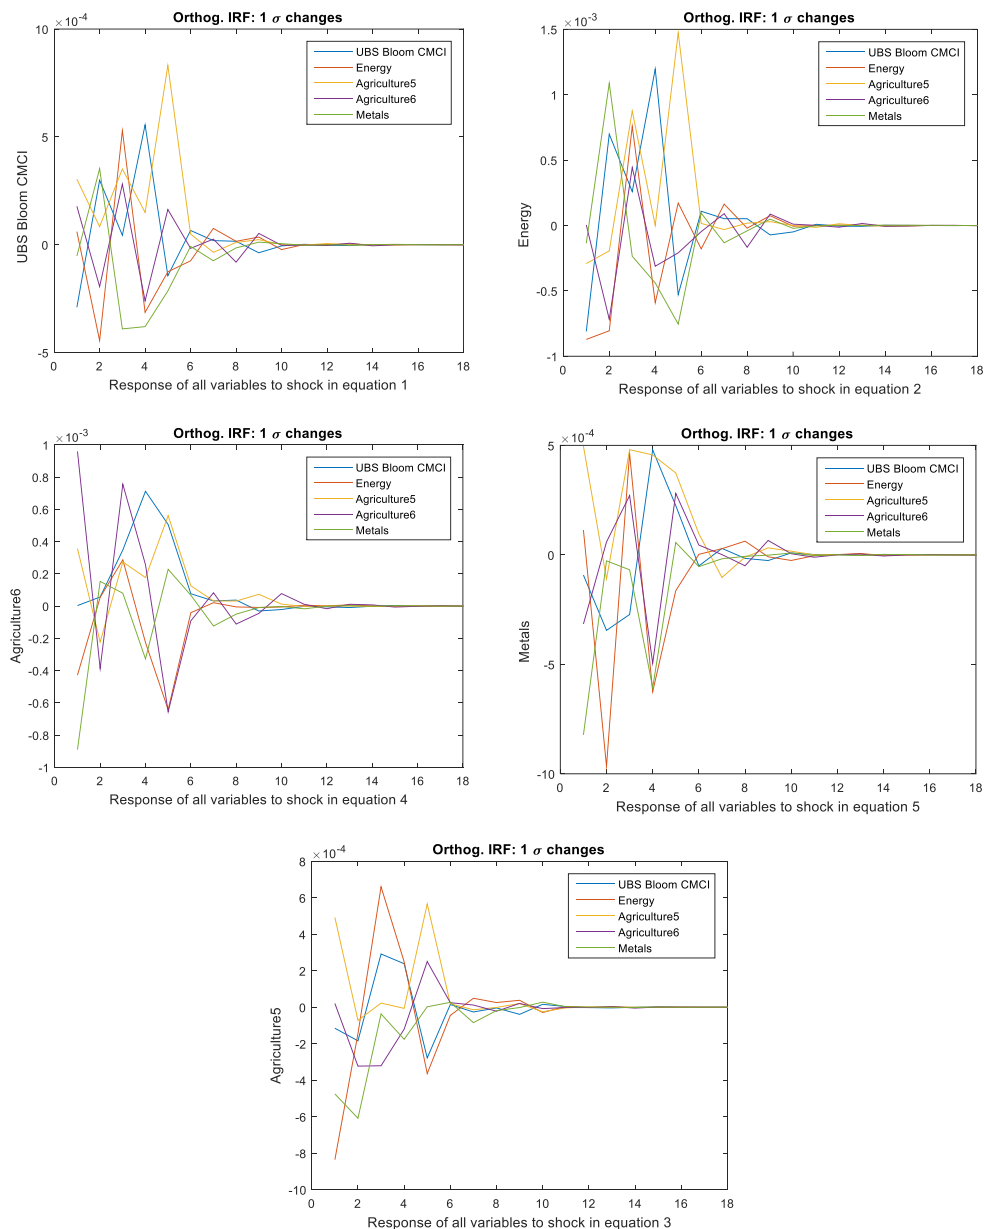 Orthog. IRF: 1 σ changes
×10⁻⁴
10
5
0
-5
UBS Bloom CMCI
UBS Bloom CMCI
Energy
Agriculture5
Agriculture6
Metals
0 2 4 6 8 10 12 14 16 18
Response of all variables to shock in equation 1
Orthog. IRF: 1 σ changes
×10⁻³
1.5
1
0.5
0
-0.5
-1
Energy
UBS Bloom CMCI
Energy
Agriculture5
Agriculture6
Metals
0 2 4 6 8 10 12 14 16 18
Response of all variables to shock in equation 2
Orthog. IRF: 1 σ changes
×10⁻³
1
0.8
0.6
0.4
0.2
0
-0.2
-0.4
-0.6
-0.8
-1
Agriculture6
UBS Bloom CMCI
Energy
Agriculture5
Agriculture6
Metals
0 2 4 6 8 10 12 14 16 18
Response of all variables to shock in equation 4
Orthog. IRF: 1 σ changes
×10⁻⁴
5
0
-5
-10
Metals
UBS Bloom CMCI
Energy
Agriculture5
Agriculture6
Metals
0 2 4 6 8 10 12 14 16 18
Response of all variables to shock in equation 5
Orthog. IRF: 1 σ changes
×10⁻⁴
8
6
4
2
0
-2
-4
-6
-8
-10
Agriculture5
UBS Bloom CMCI
Energy
Agriculture5
Agriculture6
Metals
0 2 4 6 8 10 12 14 16 18
Response of all variables to shock in equation 3